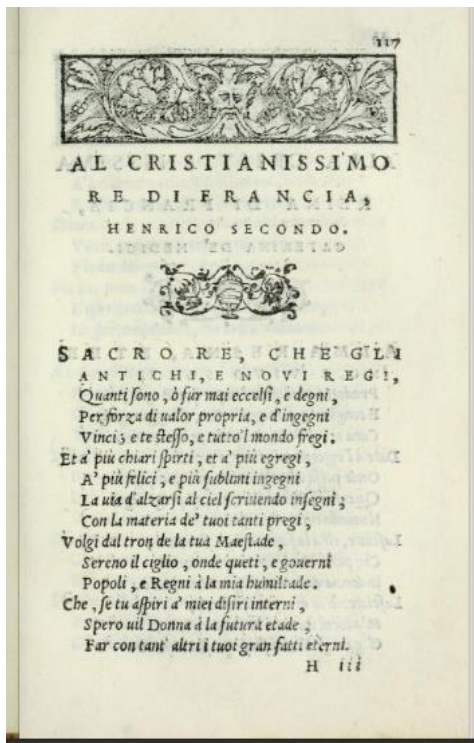 117
AL CRISTIANISSIMO
RE DI FRANCIA,
HENRICO SECONDO.
SACRO RE, CHE GLI
ANTICHI, E NOVI REGI,
Quanti sono, ò fur mai eccelsi, e degni,
Per forza di ualor propria, e d'ingegni
Vinci; e te stesso, e tutto'l mondo fregi.
Et a' più chiari spirti, et a' più egregi,
A' più felici, e più sublimi ingegni
La uia d'alzarsi al ciel scriuendo insegni;
Con la materia de' tuoi tanti pregi;
Volgi dal tron de la tua Maestade,
Sereno il ciglio, onde queti, e gouerni
Popoli, e Regni à la mia humiltade.
Che, se tu aspiri a' miei disiri interni,
Spero uil Donna à la futura etade,
Far con tant' altri i tuoi gran fatti eterni.
H iii